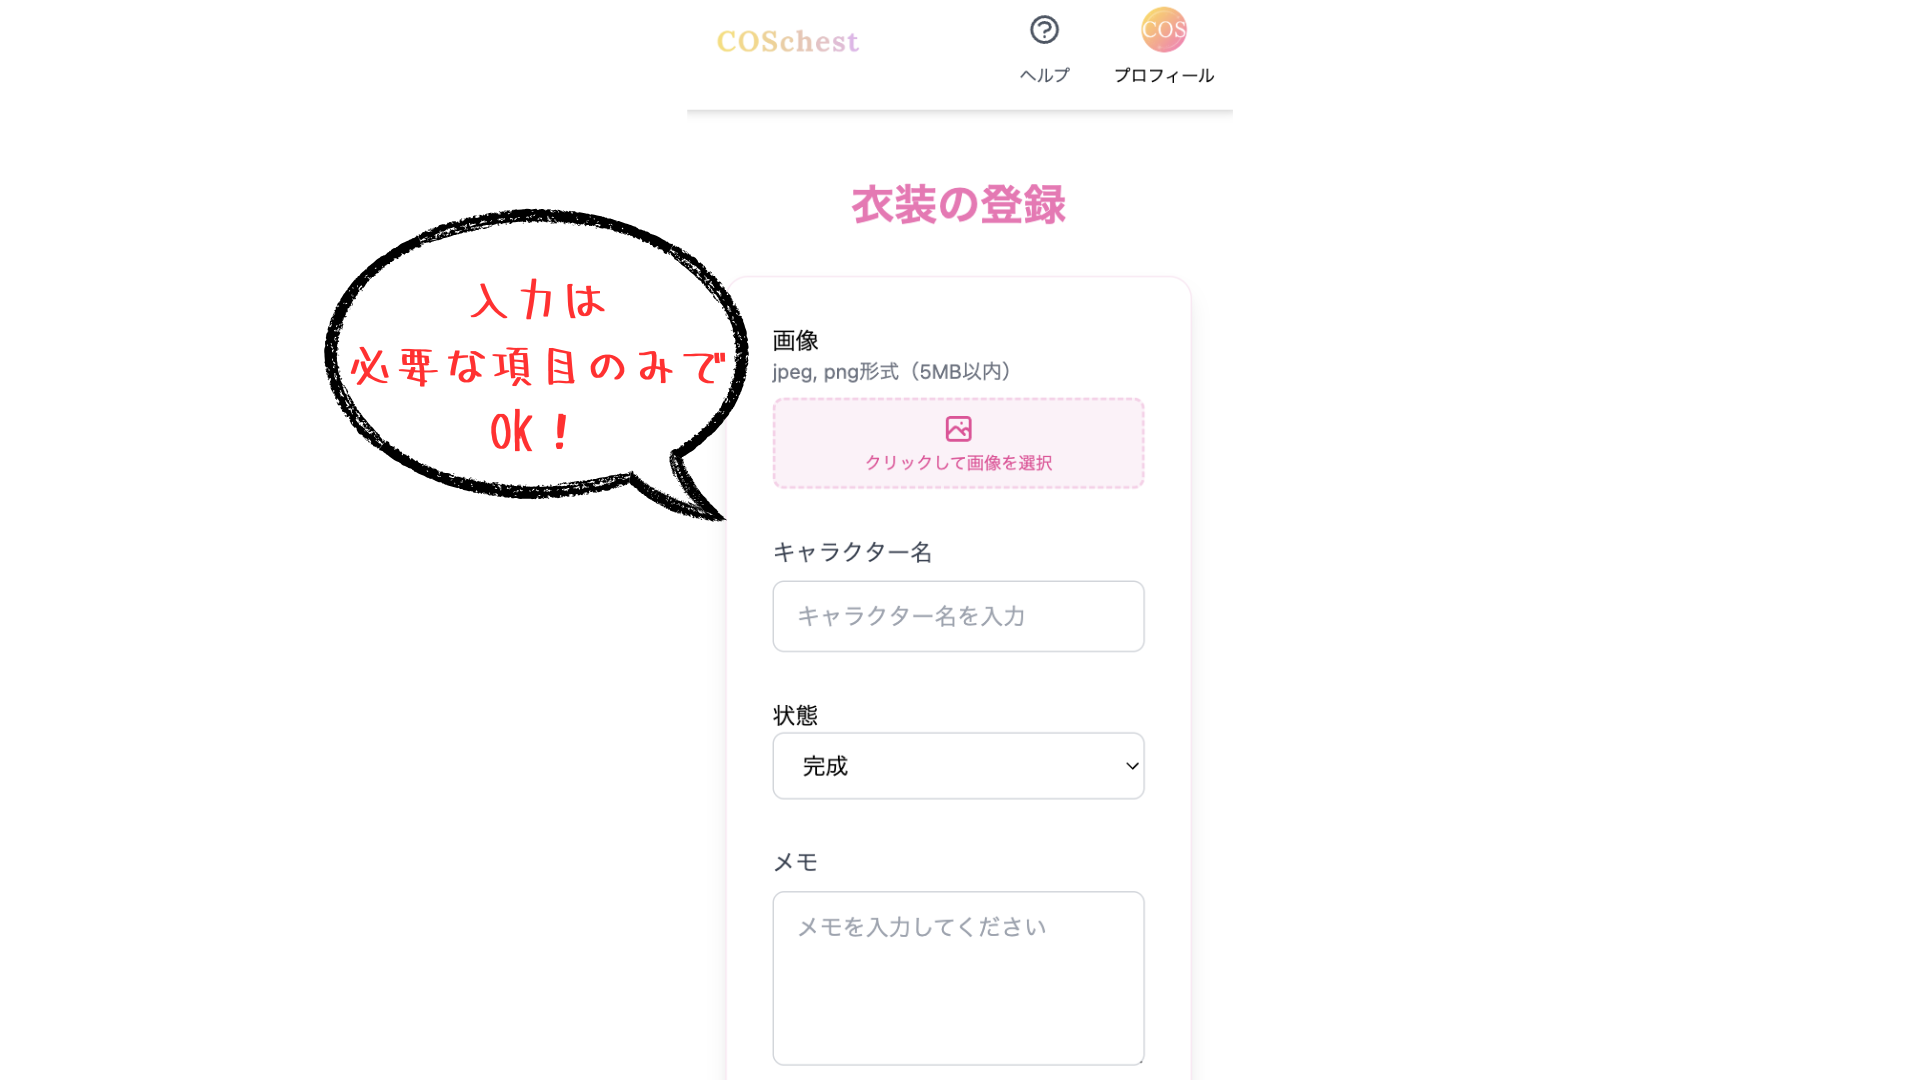 COSchest
ヘルプ
COS
プロフィール
衣装の登録
入力は
必要な項目のみで
OK！
画像
jpeg, png形式（5MB以内）
クリックして画像を選択
キャラクター名
キャラクター名を入力
状態
完成
メモ
メモを入力してください